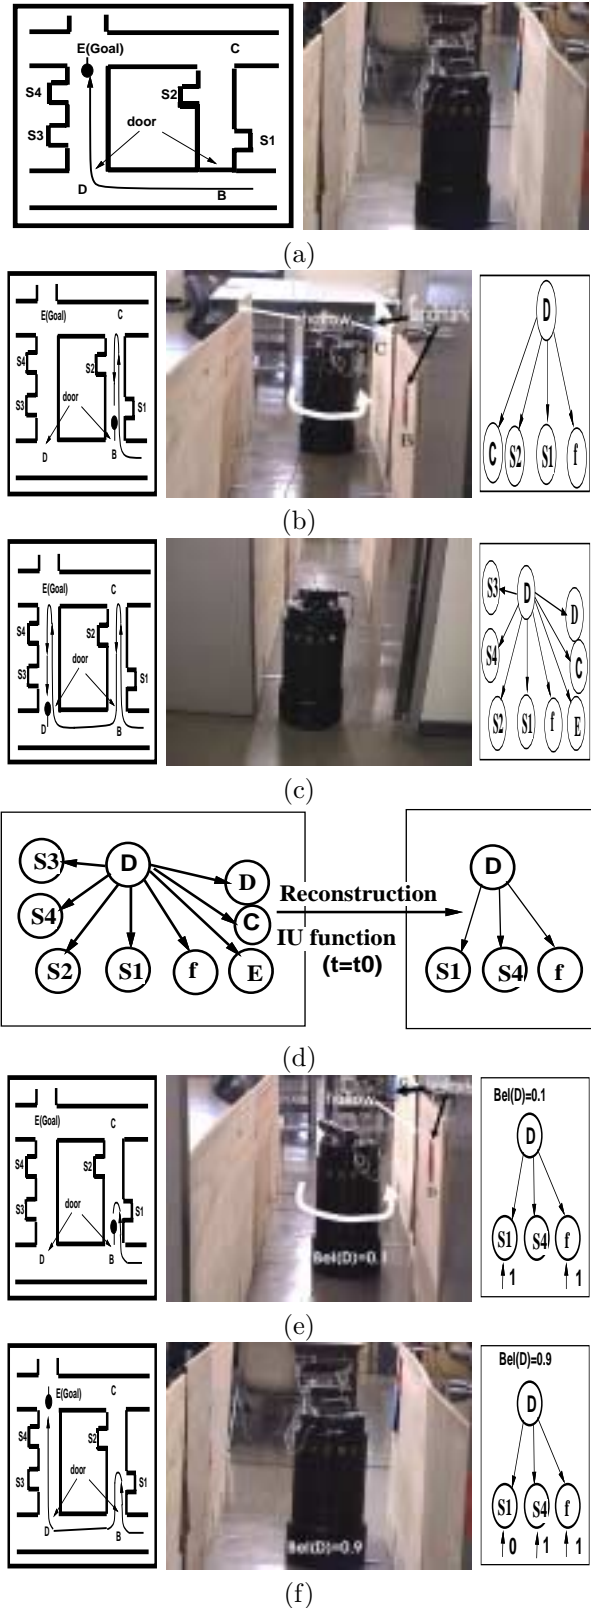 E(Goal)
C
S4
S2
S3
door
S1
D
B
(a)
E(Goal)
C
S4
S2
S3
S1
door
D
B
hollow
landmark
C
B
D
C
S2
S1
f
(b)
E(Goal)
C
S4
S2
S3
door
S1
D
B
S3
D
D
S4
C
S2
S1
f
E
(c)
S3
D
D
S4
C
S2
S1
f
E
Reconstruction
IU function
(t=t0)
D
S1
S4
f
(d)
E(Goal)
C
S4
S2
S3
door
S1
D
B
hollow
B
Bel(D)=0.1
Bel(D)=0.1
D
S1
S4
f
1
1
(e)
E(Goal)
C
S4
S2
S3
door
S1
D
B
Bel(D)=0.9
Bel(D)=0.9
D
S1
S4
f
0
1
1
(f)